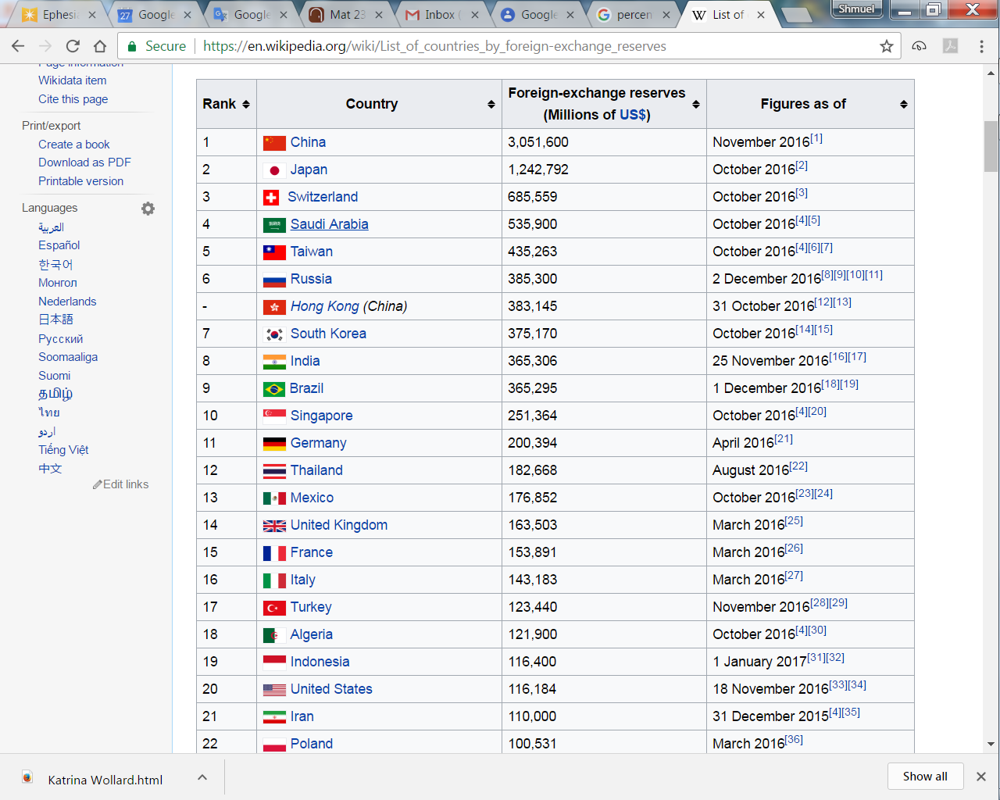 Ephesi
27 Google
Google
Mat 23
Inbox (
Google
percen
W List of
Shmuel
Secure https://en.wikipedia.org/wiki/List_of_countries_by_foreign-exchange_reserves
Page information
Wikidata item
Cite this page
Print/export
Create a book
Download as PDF
Printable version
Languages
العربية
Español
한국어
Монгол
Nederlands
日本語
Русский
Soomaaliga
Suomi
தமிழ்
ไทย
اردو
Tiếng Việt
中文
Edit links
Rank Country Foreign-exchange reserves (Millions of US$) Figures as of
1 China 3,051,600 November 2016[1]
2 Japan 1,242,792 October 2016[2]
3 Switzerland 685,559 October 2016[3]
4 Saudi Arabia 535,900 October 2016[4][5]
5 Taiwan 435,263 October 2016[4][6][7]
6 Russia 385,300 2 December 2016[8][9][10][11]
- Hong Kong (China) 383,145 31 October 2016[12][13]
7 South Korea 375,170 October 2016[14][15]
8 India 365,306 25 November 2016[16][17]
9 Brazil 365,295 1 December 2016[18][19]
10 Singapore 251,364 October 2016[4][20]
11 Germany 200,394 April 2016[21]
12 Thailand 182,668 August 2016[22]
13 Mexico 176,852 October 2016[23][24]
14 United Kingdom 163,503 March 2016[25]
15 France 153,891 March 2016[26]
16 Italy 143,183 March 2016[27]
17 Turkey 123,440 November 2016[28][29]
18 Algeria 121,900 October 2016[4][30]
19 Indonesia 116,400 1 January 2017[31][32]
20 United States 116,184 18 November 2016[33][34]
21 Iran 110,000 31 December 2015[4][35]
22 Poland 100,531 March 2016[36]
Katrina Wollard.html
Show all